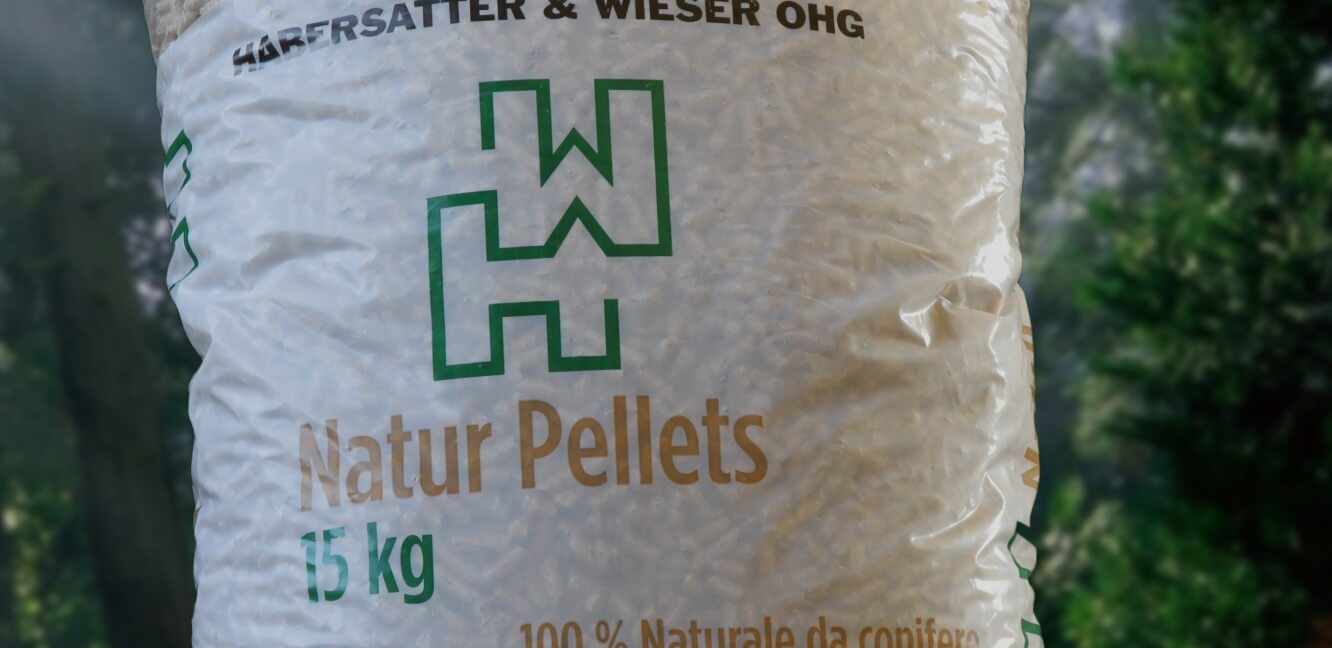 HABERSATTER & WIESER OHG
Natur Pellets
15 kg
100 % Naturale da conifere